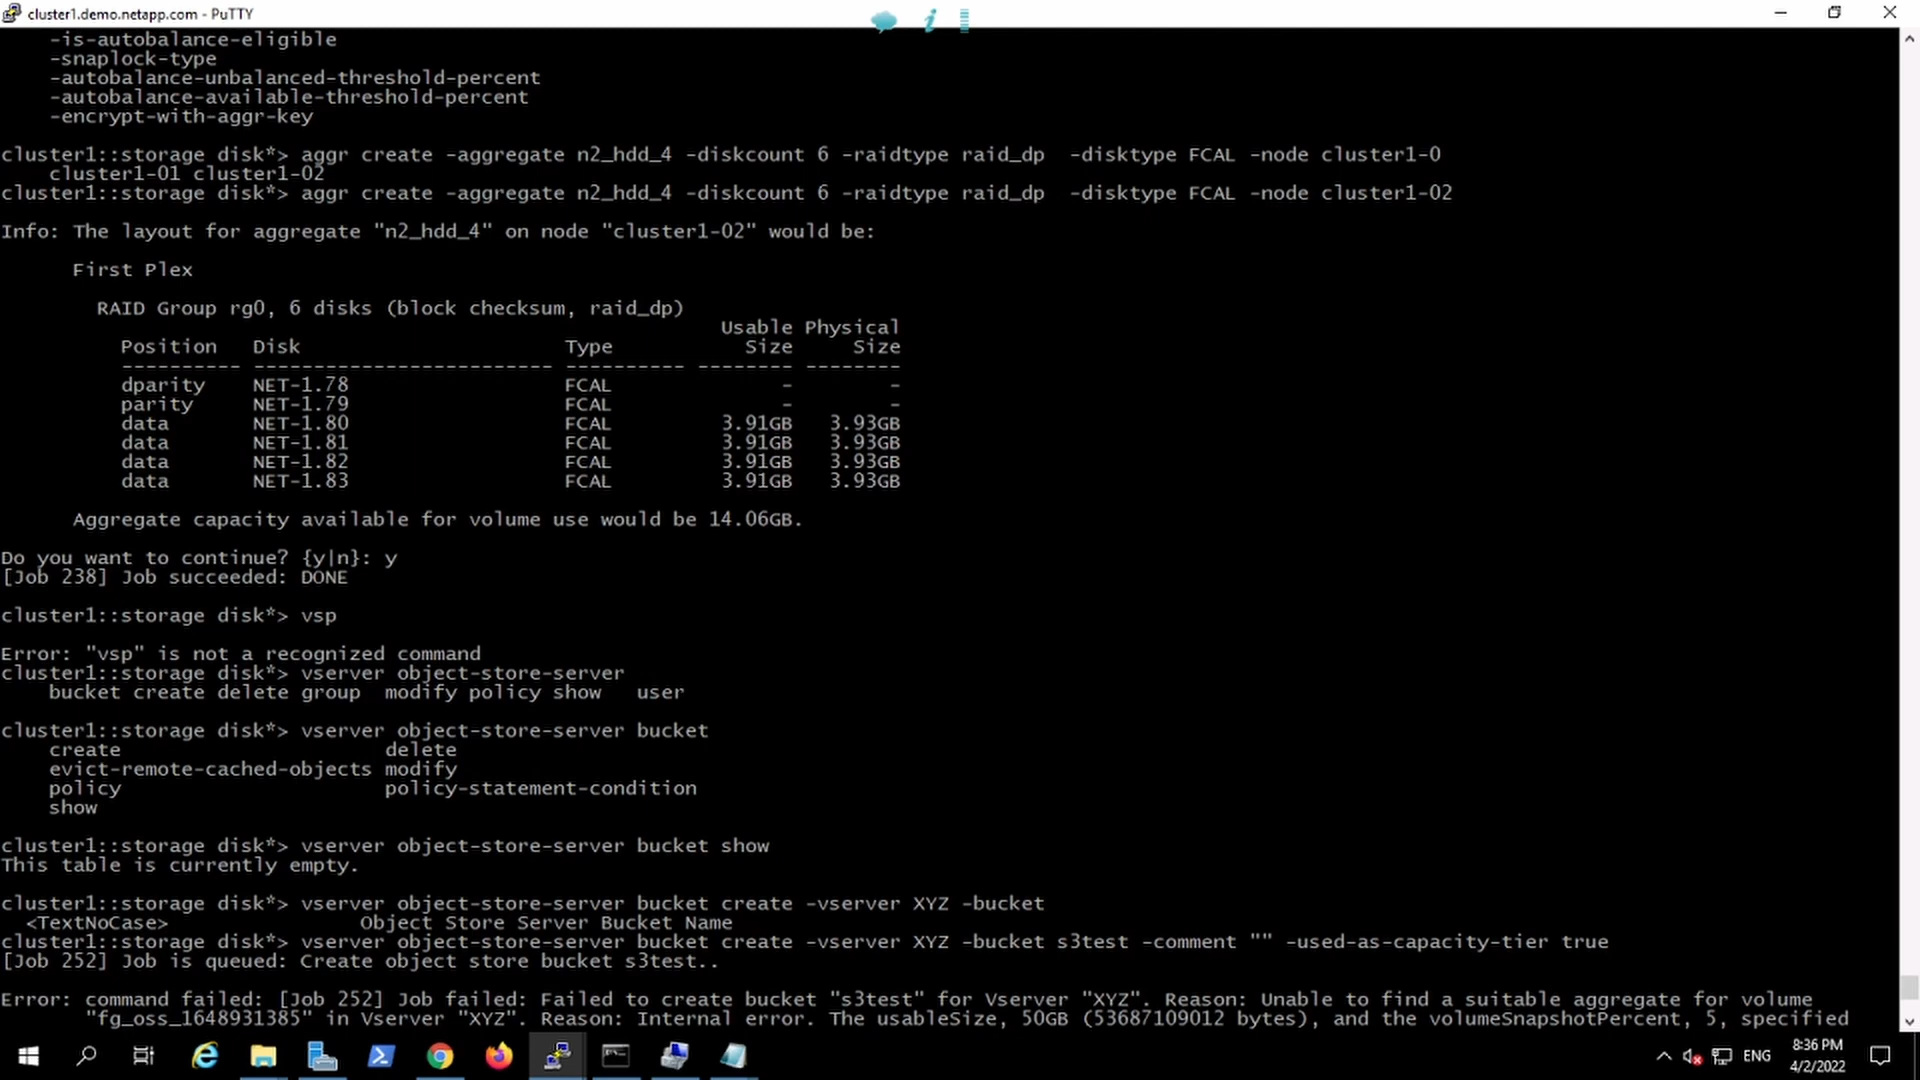 cluster1.demo.netapp.com - PuTTY
-is-autobalance-eligible
-snaplock-type
-autobalance-unbalanced-threshold-percent
-autobalance-available-threshold-percent
-encrypt-with-aggr-key
cluster1::storage disk*> aggr create -aggregate n2_hdd_4 -diskcount 6 -raidtype raid_dp  -disktype FCAL -node cluster1-0
cluster1-01 cluster1-02
cluster1::storage disk*> aggr create -aggregate n2_hdd_4 -diskcount 6 -raidtype raid_dp  -disktype FCAL -node cluster1-02
Info: The layout for aggregate "n2_hdd_4" on node "cluster1-02" would be:
First Plex
RAID Group rg0, 6 disks (block checksum, raid_dp)
Usable Physical
Position   Disk                      Type           Size     Size
---------- ------------------------- ---------- -------- --------
dparity    NET-1.78                  FCAL              -        -
parity     NET-1.79                  FCAL              -        -
data       NET-1.80                  FCAL         3.91GB   3.93GB
data       NET-1.81                  FCAL         3.91GB   3.93GB
data       NET-1.82                  FCAL         3.91GB   3.93GB
data       NET-1.83                  FCAL         3.91GB   3.93GB
Aggregate capacity available for volume use would be 14.06GB.
Do you want to continue? {y|n}: y
[Job 238] Job succeeded: DONE
cluster1::storage disk*> vsp
Error: "vsp" is not a recognized command
cluster1::storage disk*> vserver object-store-server
bucket create delete group  modify policy show   user
cluster1::storage disk*> vserver object-store-server bucket
create                      delete
evict-remote-cached-objects modify
policy                      policy-statement-condition
show
cluster1::storage disk*> vserver object-store-server bucket show
This table is currently empty.
cluster1::storage disk*> vserver object-store-server bucket create -vserver XYZ -bucket
<TextNoCase>                Object Store Server Bucket Name
cluster1::storage disk*> vserver object-store-server bucket create -vserver XYZ -bucket s3test -comment "" -used-as-capacity-tier true
[Job 252] Job is queued: Create object store bucket s3test..
Error: command failed: [Job 252] Job failed: Failed to create bucket "s3test" for Vserver "XYZ". Reason: Unable to find a suitable aggregate for volume
"fg_oss_1648931385" in Vserver "XYZ". Reason: Internal error. The usableSize, 50GB (53687109012 bytes), and the volumeSnapshotPercent, 5, specified
ENG
8:36 PM
4/2/2022